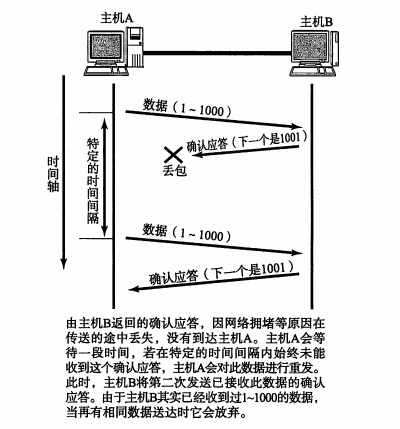 主机A
主机B
数据（1～1000）
确认应答（下一个是1001）
丢包
特定的时间间隔
时间轴
数据（1～1000）
确认应答（下一个是1001）
由主机B返回的确认应答，因网络拥堵等原因在
传送的途中丢失，没有到达主机A。主机A会等
待一段时间，若在特定的时间间隔内始终未能
收到这个确认应答，主机A会对此数据进行重发。
此时，主机B将第二次发送已接收此数据的确认
应答。由于主机B其实已经收到过1~1000的数据，
当再有相同数据送达时它会放弃。